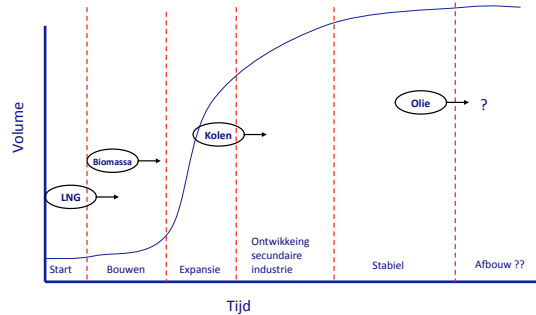 Volume
Olie
?
Kolen
Biomassa
LNG
Start
Bouwen
Expansie
Ontwikkeing
secundaire
industrie
Stabiel
Afbouw ??
Tijd